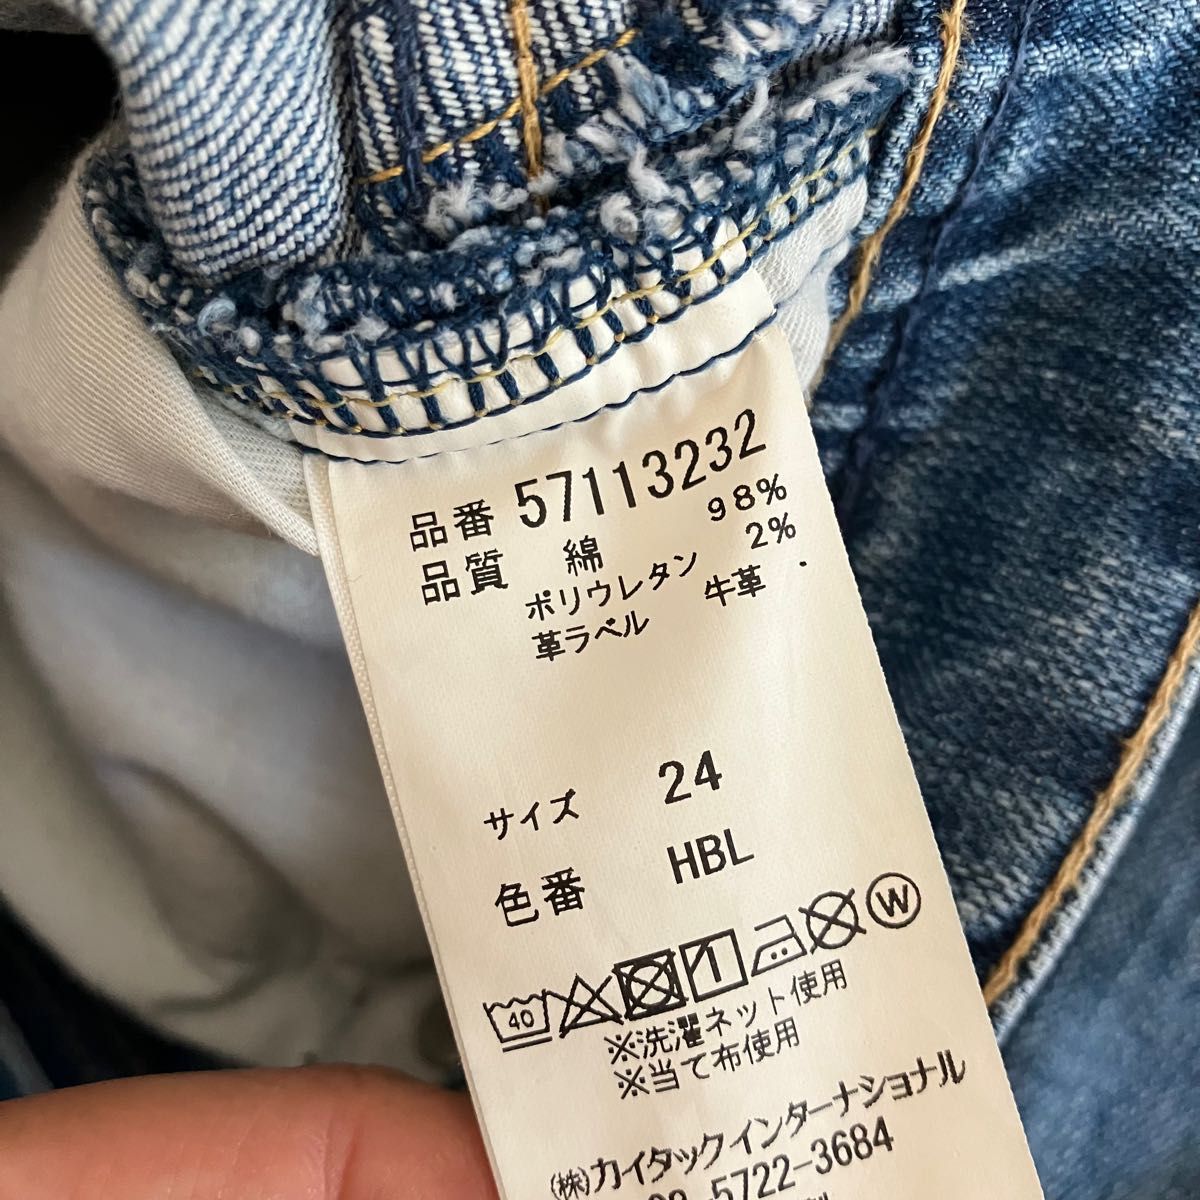 品番 57113232
品質 綿 98%
ポリウレタン 2%
革ラベル 牛革
サイズ 24
色番 HBL
40 W
※洗濯ネット使用
※当て布使用
(株)カイタックインターナショナル
5722-3684